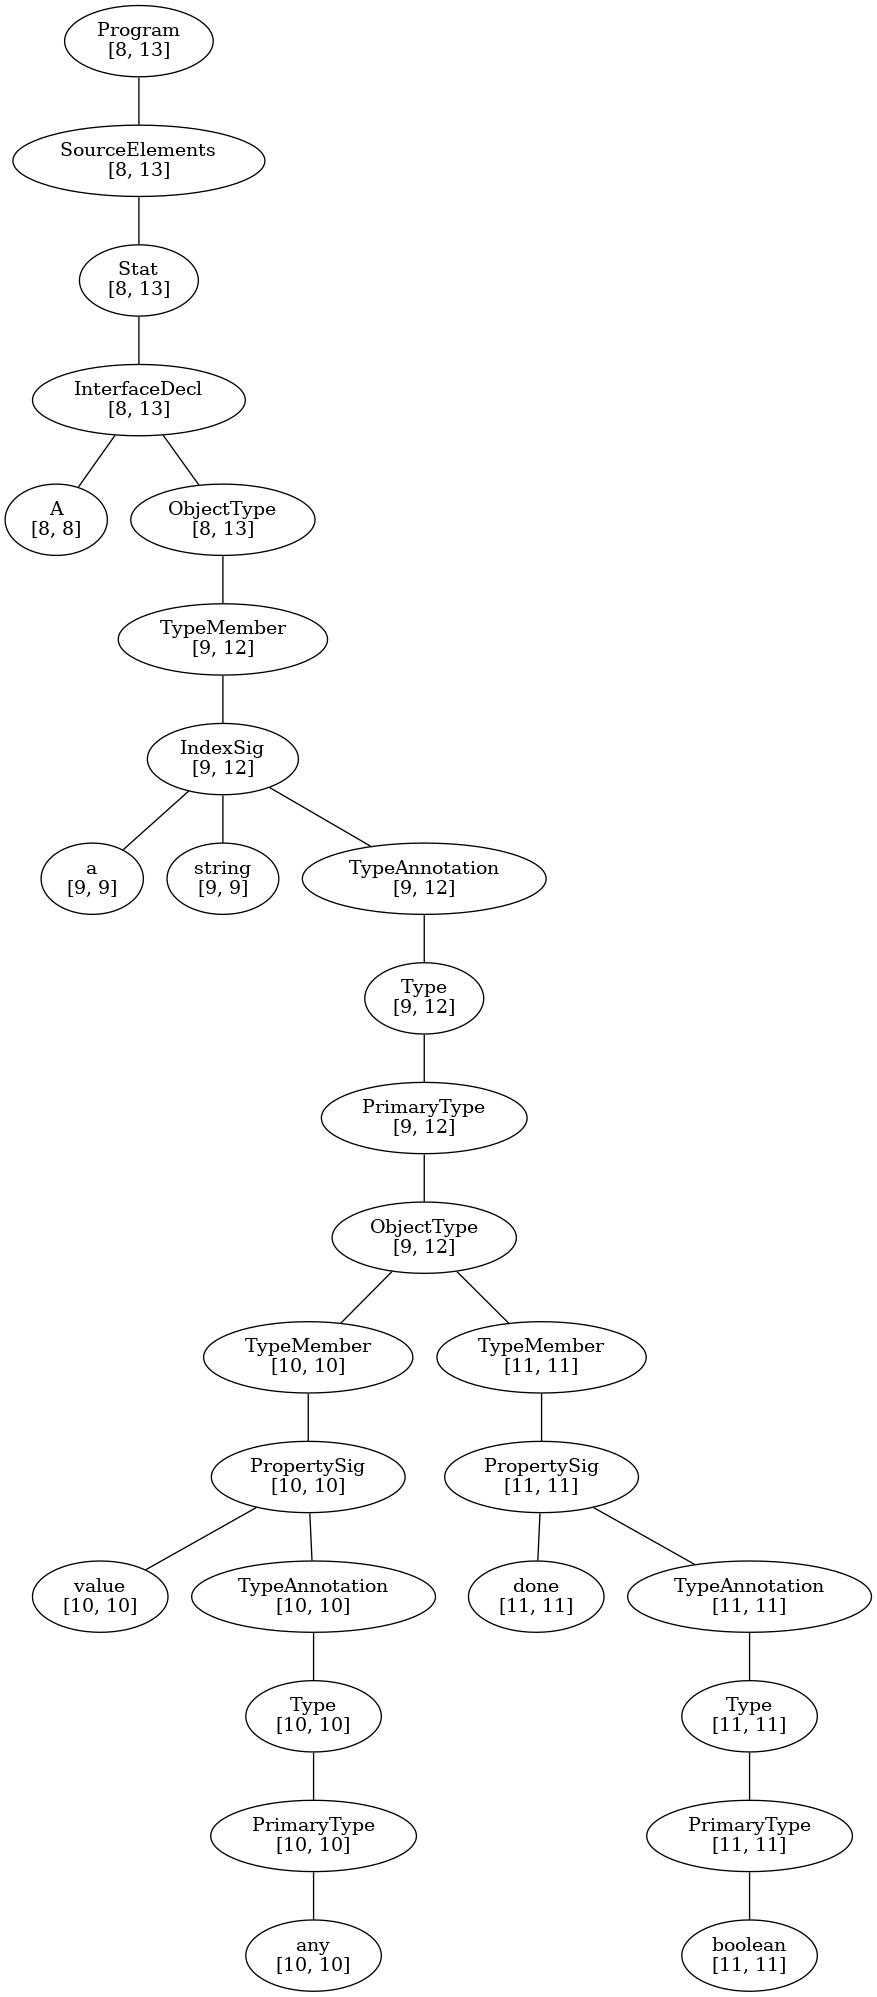 Program
[8, 13]
SourceElements
[8, 13]
Stat
[8, 13]
InterfaceDecl
[8, 13]
A
[8, 8]
ObjectType
[8, 13]
TypeMember
[9, 12]
IndexSig
[9, 12]
a
[9, 9]
string
[9, 9]
TypeAnnotation
[9, 12]
Type
[9, 12]
PrimaryType
[9, 12]
ObjectType
[9, 12]
TypeMember
[10, 10]
TypeMember
[11, 11]
PropertySig
[10, 10]
PropertySig
[11, 11]
value
[10, 10]
TypeAnnotation
[10, 10]
done
[11, 11]
TypeAnnotation
[11, 11]
Type
[10, 10]
Type
[11, 11]
PrimaryType
[10, 10]
PrimaryType
[11, 11]
any
[10, 10]
boolean
[11, 11]